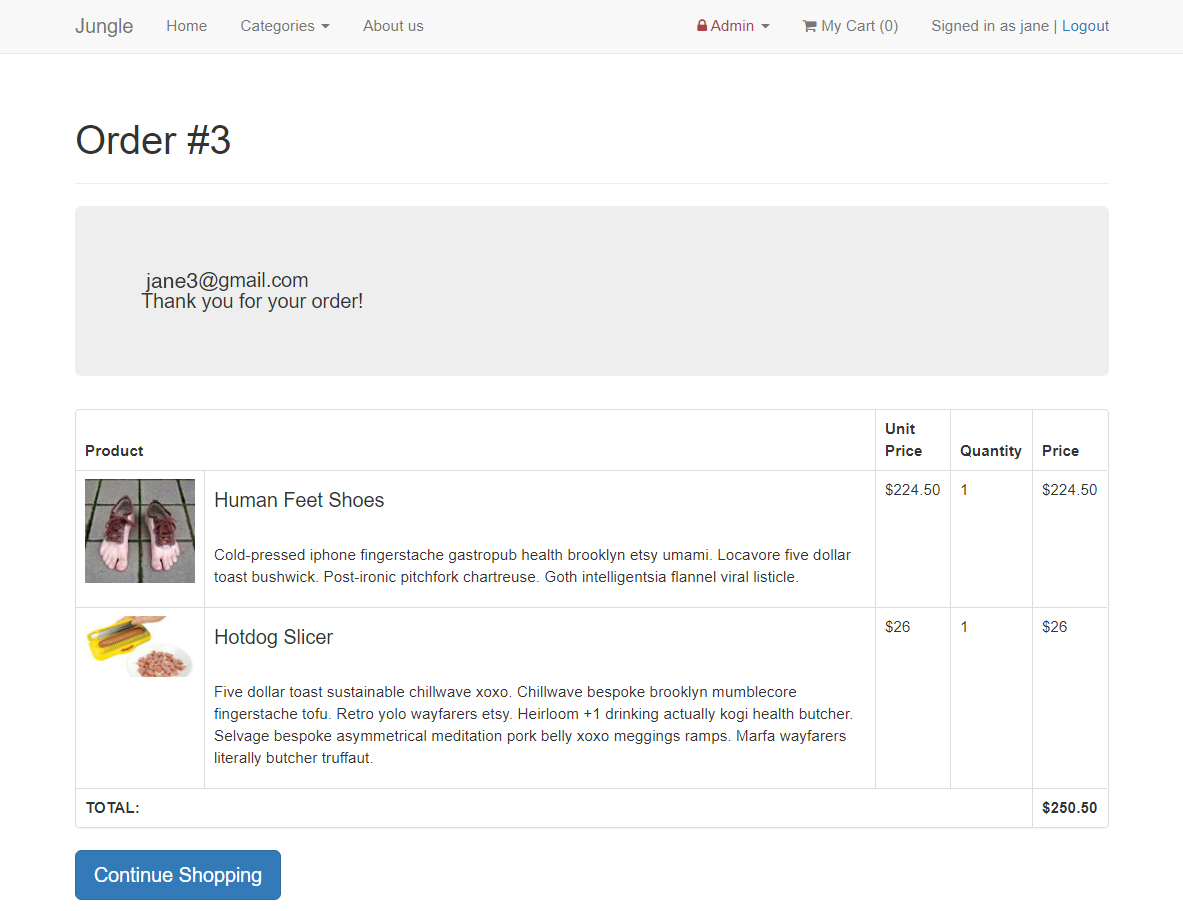 Jungle Home Categories About us Admin My Cart (0) Signed in as jane | Logout
Order #3
jane3@gmail.com
Thank you for your order!
Product Unit Price Quantity Price
Human Feet Shoes $224.50 1 $224.50
Cold-pressed iphone fingerstache gastropub health brooklyn etsy umami. Locavore five dollar
toast bushwick. Post-ironic pitchfork chartreuse. Goth intelligentsia flannel viral listicle.
Hotdog Slicer $26 1 $26
Five dollar toast sustainable chillwave xoxo. Chillwave bespoke brooklyn mumblecore
fingerstache tofu. Retro yolo wayfarers etsy. Heirloom +1 drinking actually kogi health butcher.
Selvage bespoke asymmetrical meditation pork belly xoxo meggings ramps. Marfa wayfarers
literally butcher truffaut.
TOTAL: $250.50
Continue Shopping